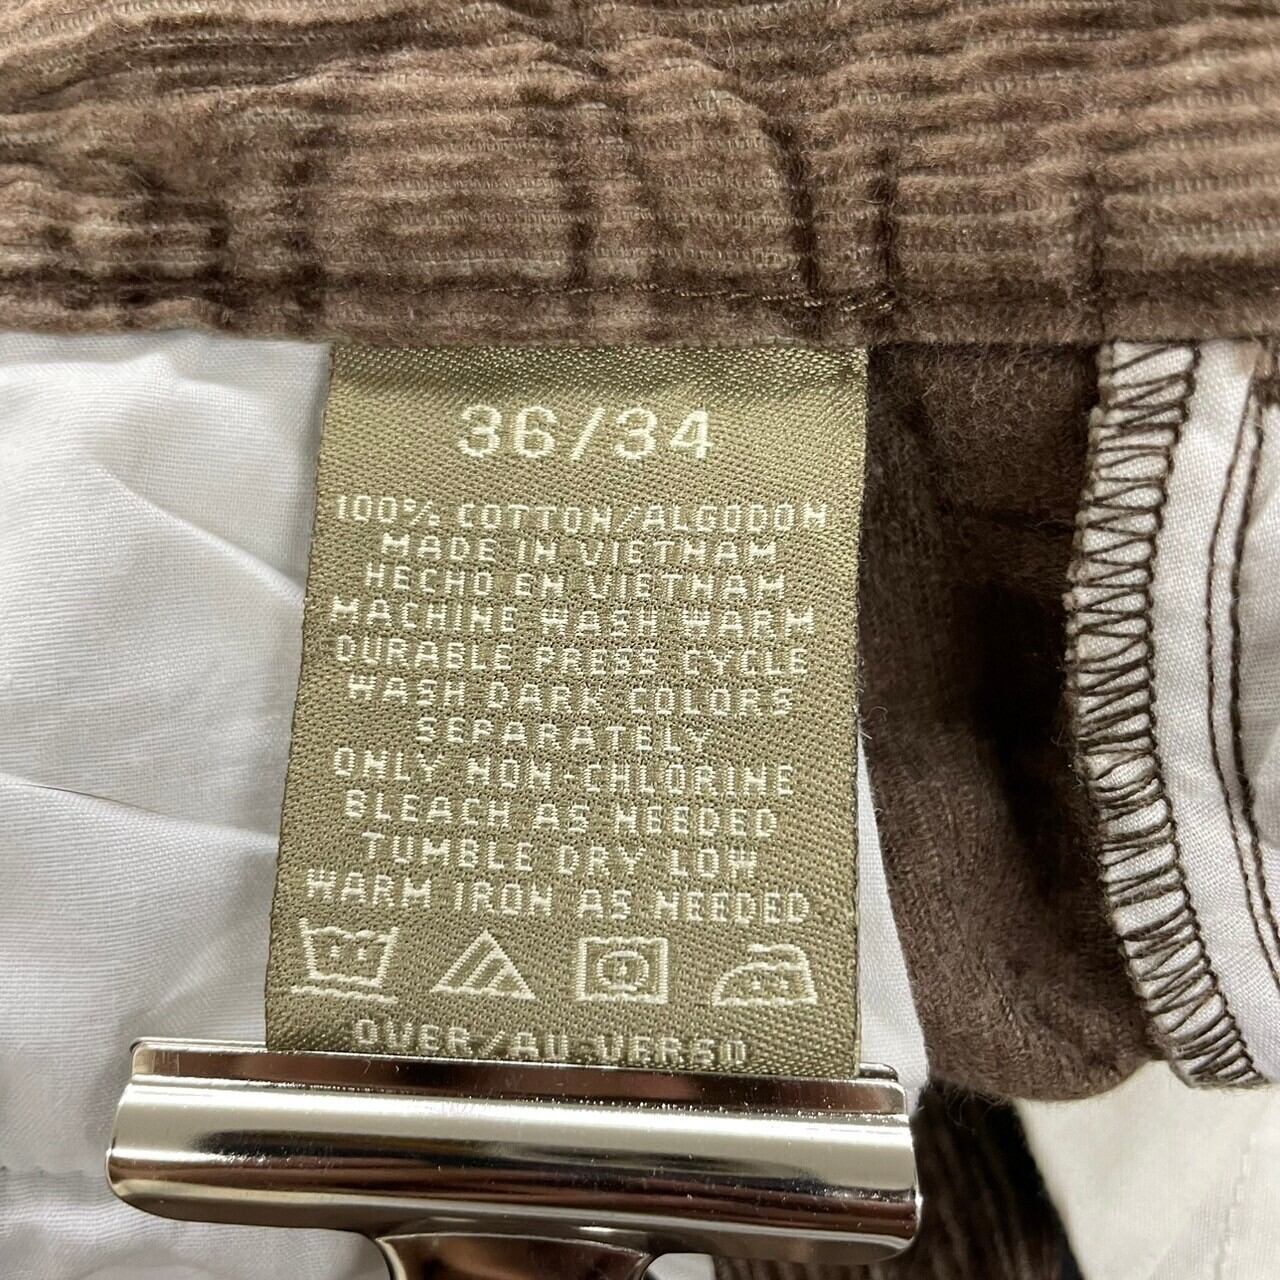 36/34
100% COTTON/ALGODON
MADE IN VIETNAM
HECHO EN VIETNAM
MACHINE WASH WARM
DURABLE PRESS CYCLE
WASH DARK COLORS
SEPARATELY
ONLY NON-CHLORINE
BLEACH AS NEEDED
TUMBLE DRY LOW
WARM IRON AS NEEDED
OVER/AU VERSO